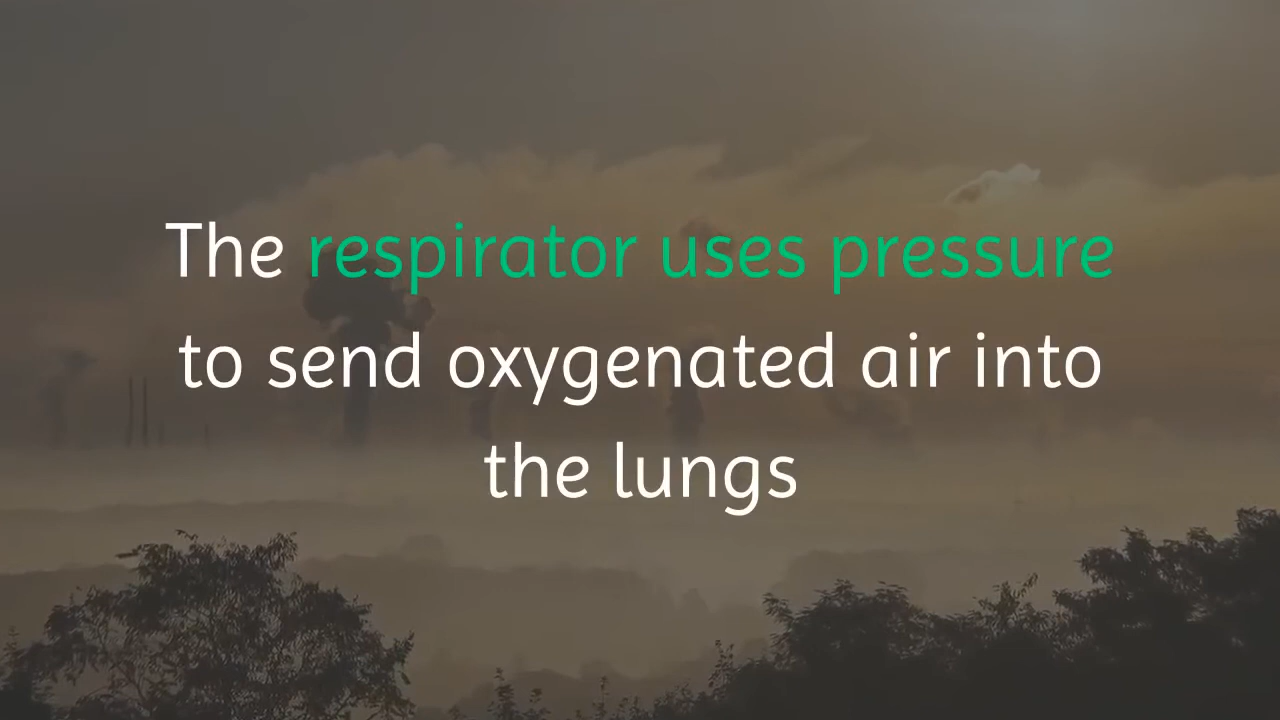 The respirator uses pressure
to send oxygenated air into
the lungs